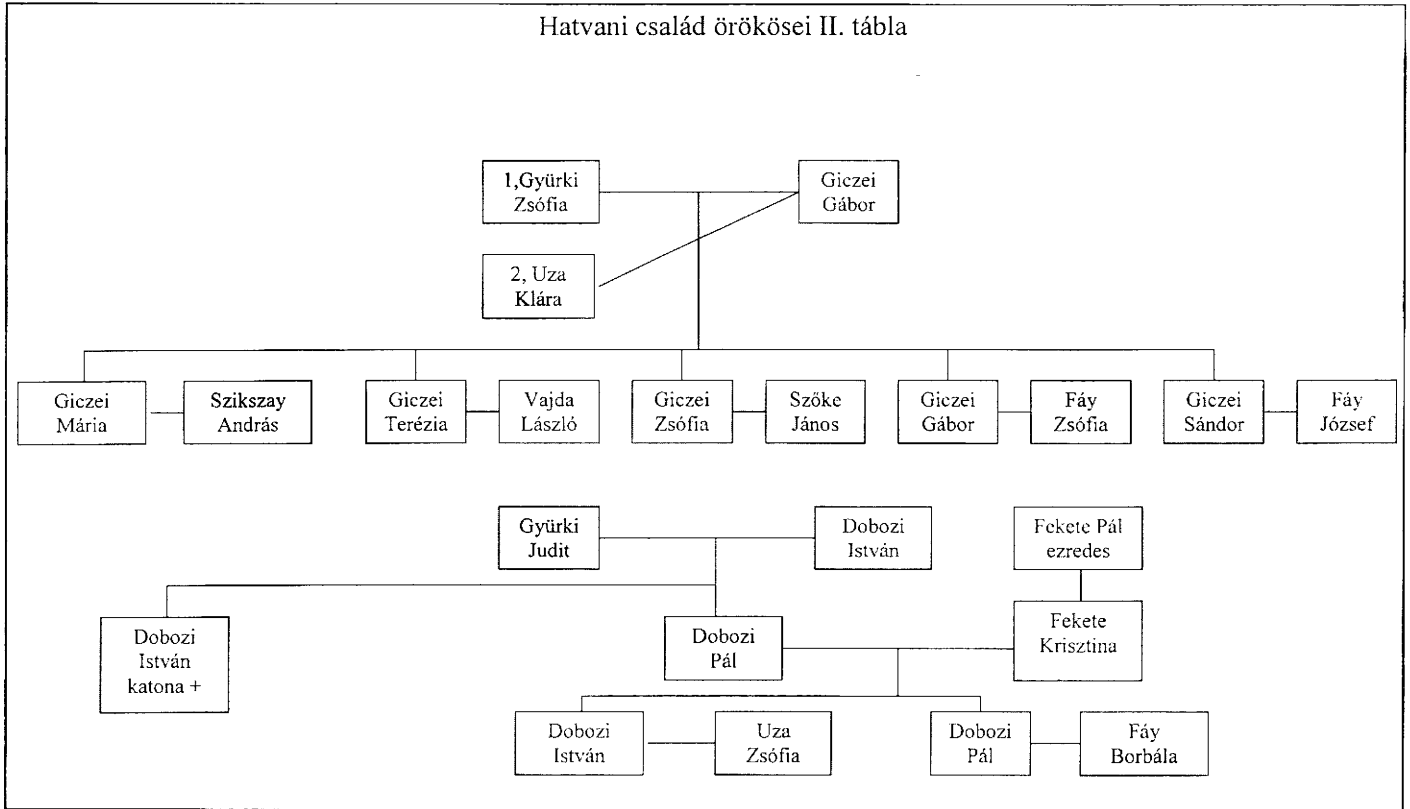 Hatvani család örökösei II. tábla
1,Gyürki
Zsófia
Giczei
Gábor
2, Uza
Klára
Giczei
Mária
Szikszay
András
Giczei
Terézia
Vajda
László
Giczei
Zsófia
Szőke
János
Giczei
Gábor
Fáy
Zsófia
Giczei
Sándor
Fáy
József
Gyürki
Judit
Dobozi
István
Fekete Pál
ezredes
Dobozi
István
katona +
Dobozi
Pál
Fekete
Krisztina
Dobozi
István
Uza
Zsófia
Dobozi
Pál
Fáy
Borbála